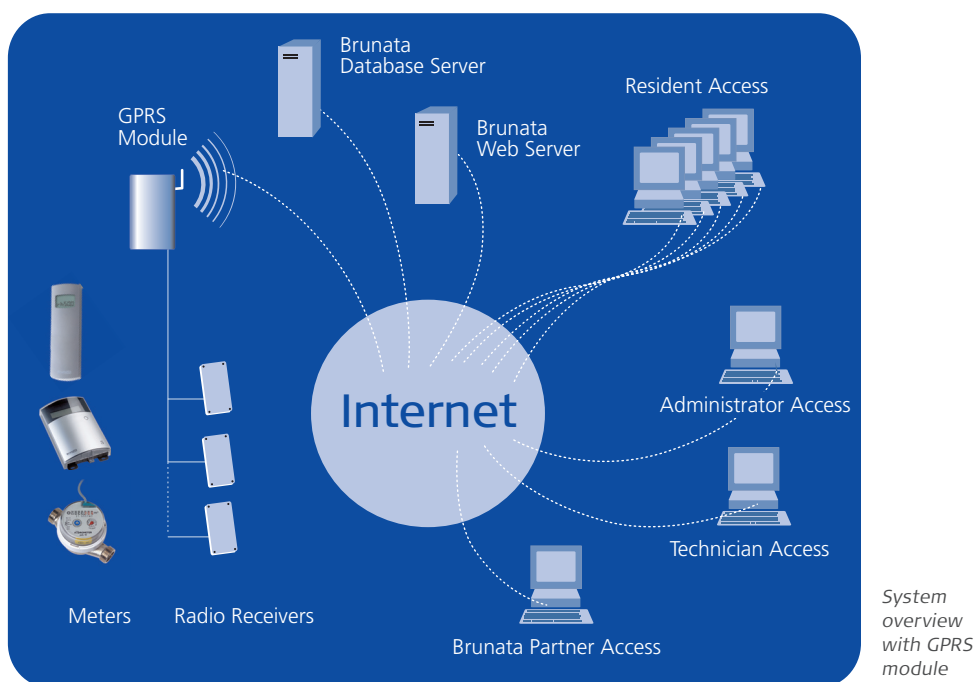 Brunata
Database Server
Resident Access
GPRS
Module
Brunata
Web Server
Internet
Administrator Access
Technician Access
Meters
Radio Receivers
Brunata Partner Access
System
overview
with GPRS
module